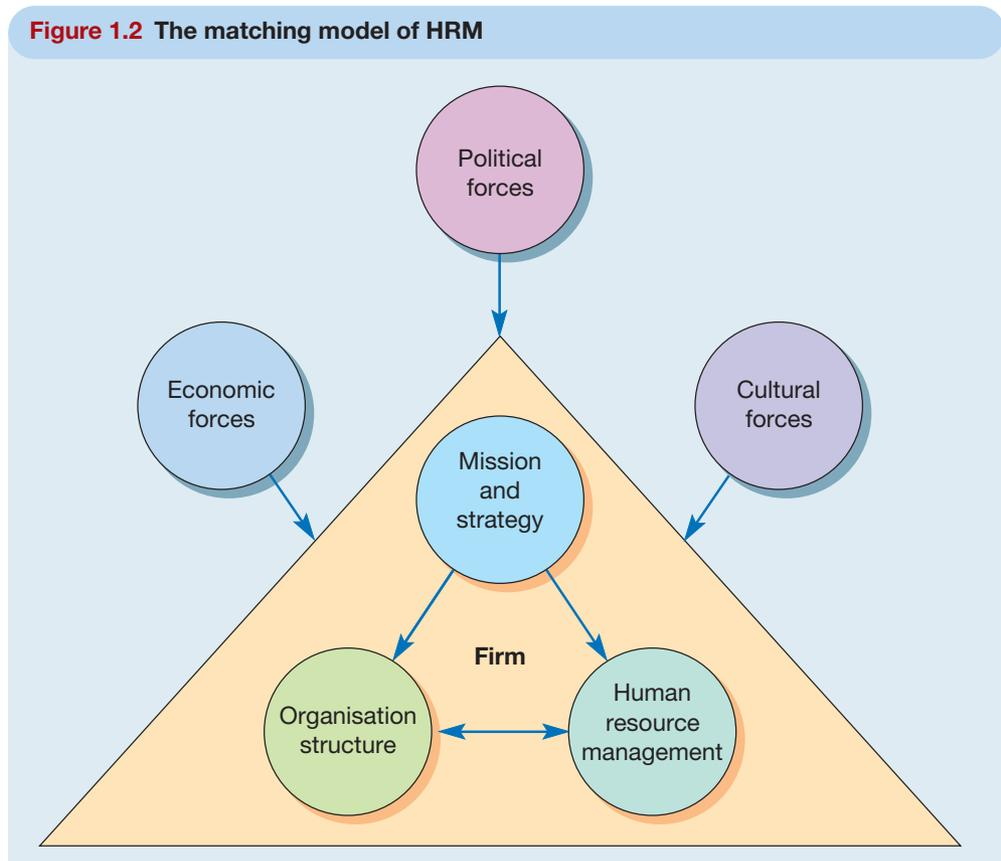 Figure 1.2 The matching model of HRM
Political
forces
Economic
forces
Cultural
forces
Mission
and
strategy
Firm
Organisation
structure
Human
resource
management